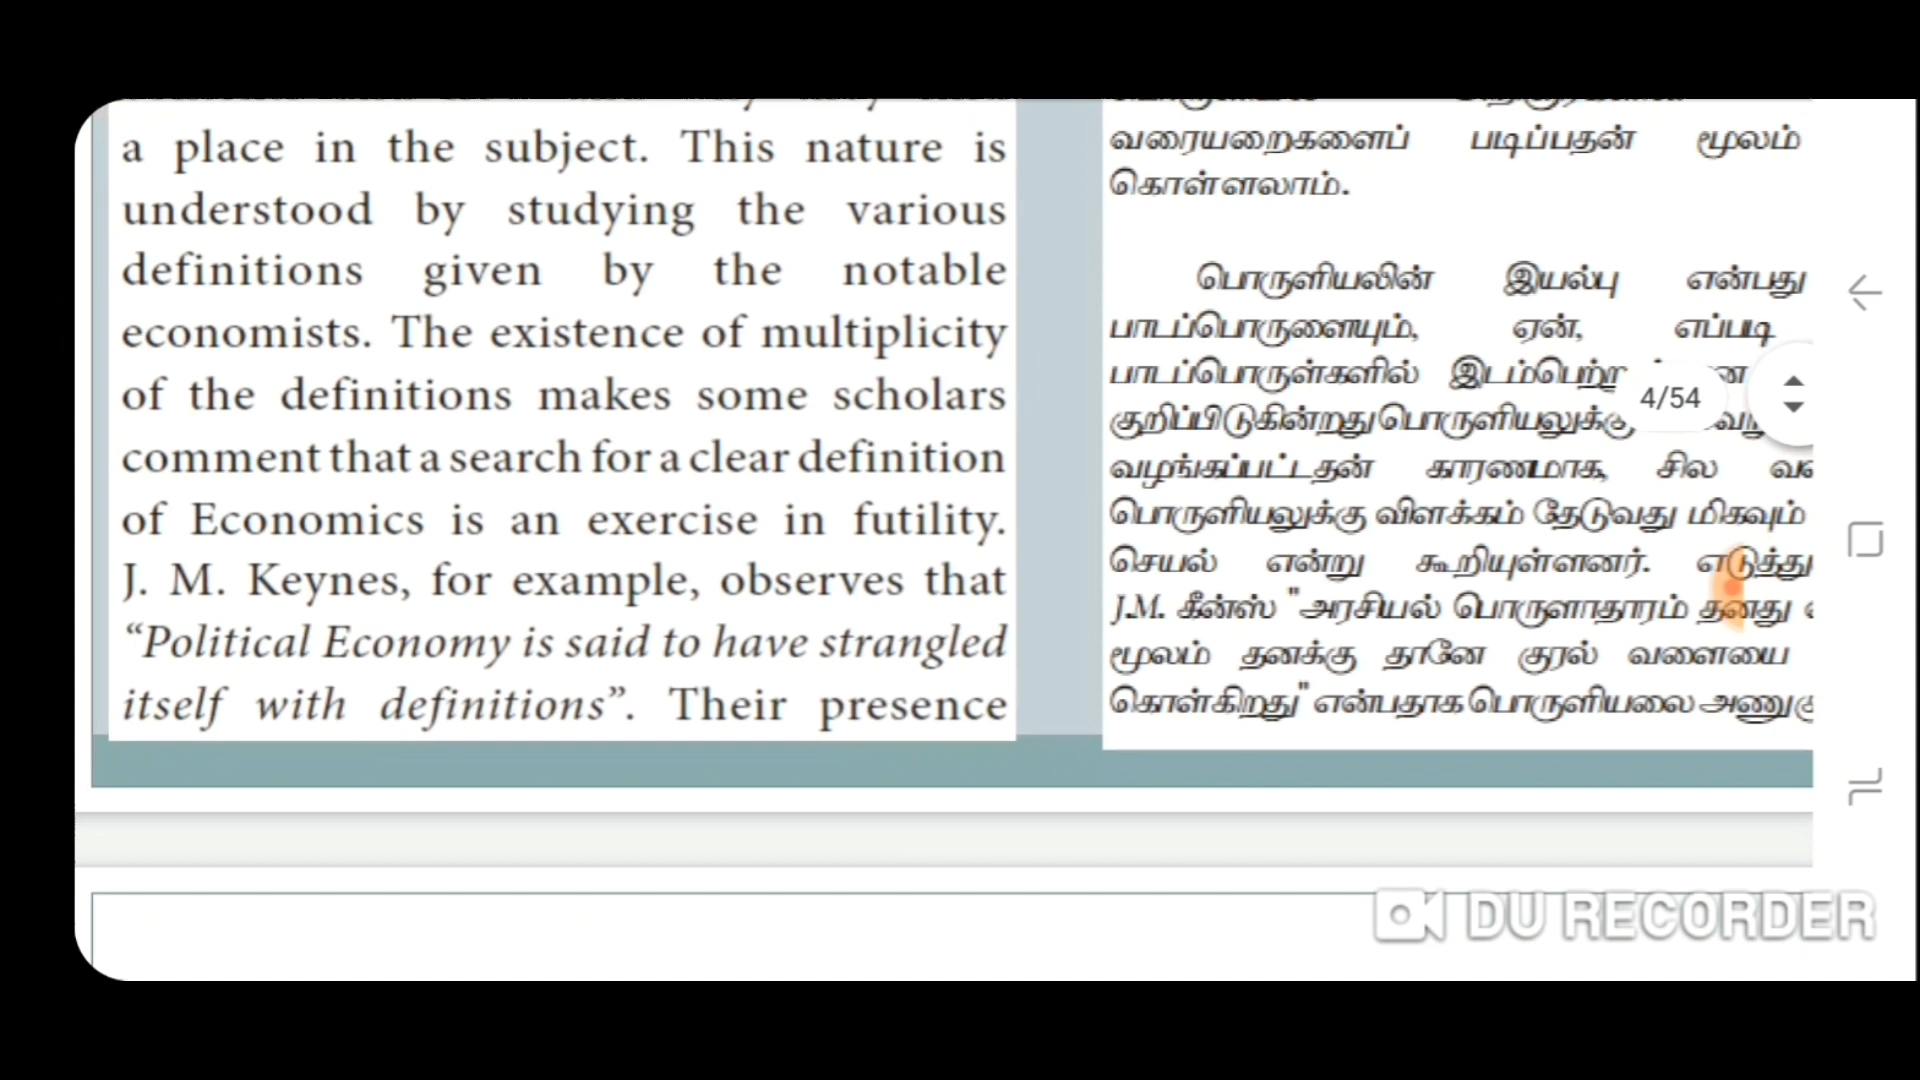 a place in the subject. This nature is
understood by studying the various
definitions given by the notable
economists. The existence of multiplicity
of the definitions makes some scholars
comment that a search for a clear definition
of Economics is an exercise in futility.
J. M. Keynes, for example, observes that
“Political Economy is said to have strangled
itself with definitions”. Their presence
வரையறைகளைப் படிப்பதன் மூலம்
கொள்ளலாம்.
பொருளியலின் இயல்பு என்பது
பாடப்பொருளையும், ஏன், எப்படி
பாடப்பொருள்களில்
குறிப்பிடுகின்றது பொருளியலுக்கு
வழங்கப்பட்டதன் காரணமாக, சில
பொருளியலுக்கு விளக்கம் தேடுவது மிகவும்
செயல் என்று கூறியுள்ளனர்.
J.M. கீன்ஸ் "அரசியல் பொருளாதாரம் தனது
மூலம் தனக்கு தானே குரல் வளையை
கொள்கிறது" என்பதாக பொருளியலை
4/54
DU RECORDER